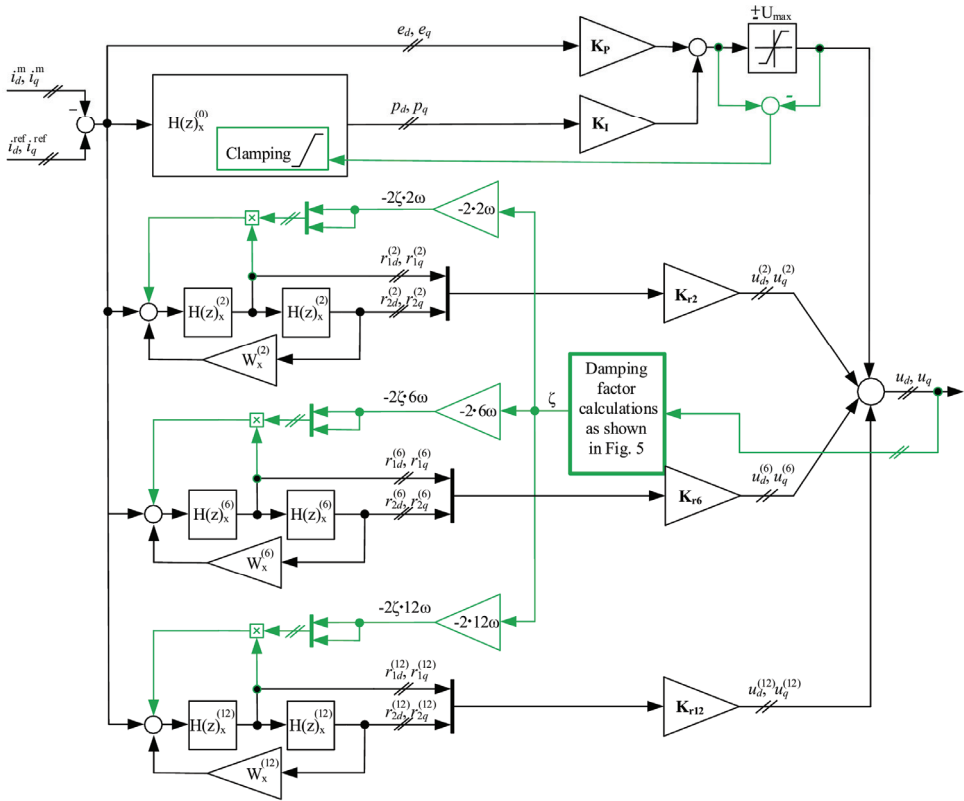 ±U_max
e_d, e_q
K_P
i_d^m, i_q^m
-
H(z)_x^(0)
p_d, p_q
K_I
-
i_d^ref, i_q^ref
Clamping
-2ζ·2ω
-2·2ω
×
r_1d^(2), r_1q^(2)
H(z)_x^(2)
H(z)_x^(2)
r_2d^(2), r_2q^(2)
K_r2
u_d^(2), u_q^(2)
W_x^(2)
Damping
factor
calculations
as shown
in Fig. 5
ζ
u_d, u_q
-2ζ·6ω
-2·6ω
×
r_1d^(6), r_1q^(6)
H(z)_x^(6)
H(z)_x^(6)
r_2d^(6), r_2q^(6)
K_r6
u_d^(6), u_q^(6)
W_x^(6)
-2ζ·12ω
-2·12ω
×
r_1d^(12), r_1q^(12)
H(z)_x^(12)
H(z)_x^(12)
r_2d^(12), r_2q^(12)
K_r12
u_d^(12), u_q^(12)
W_x^(12)